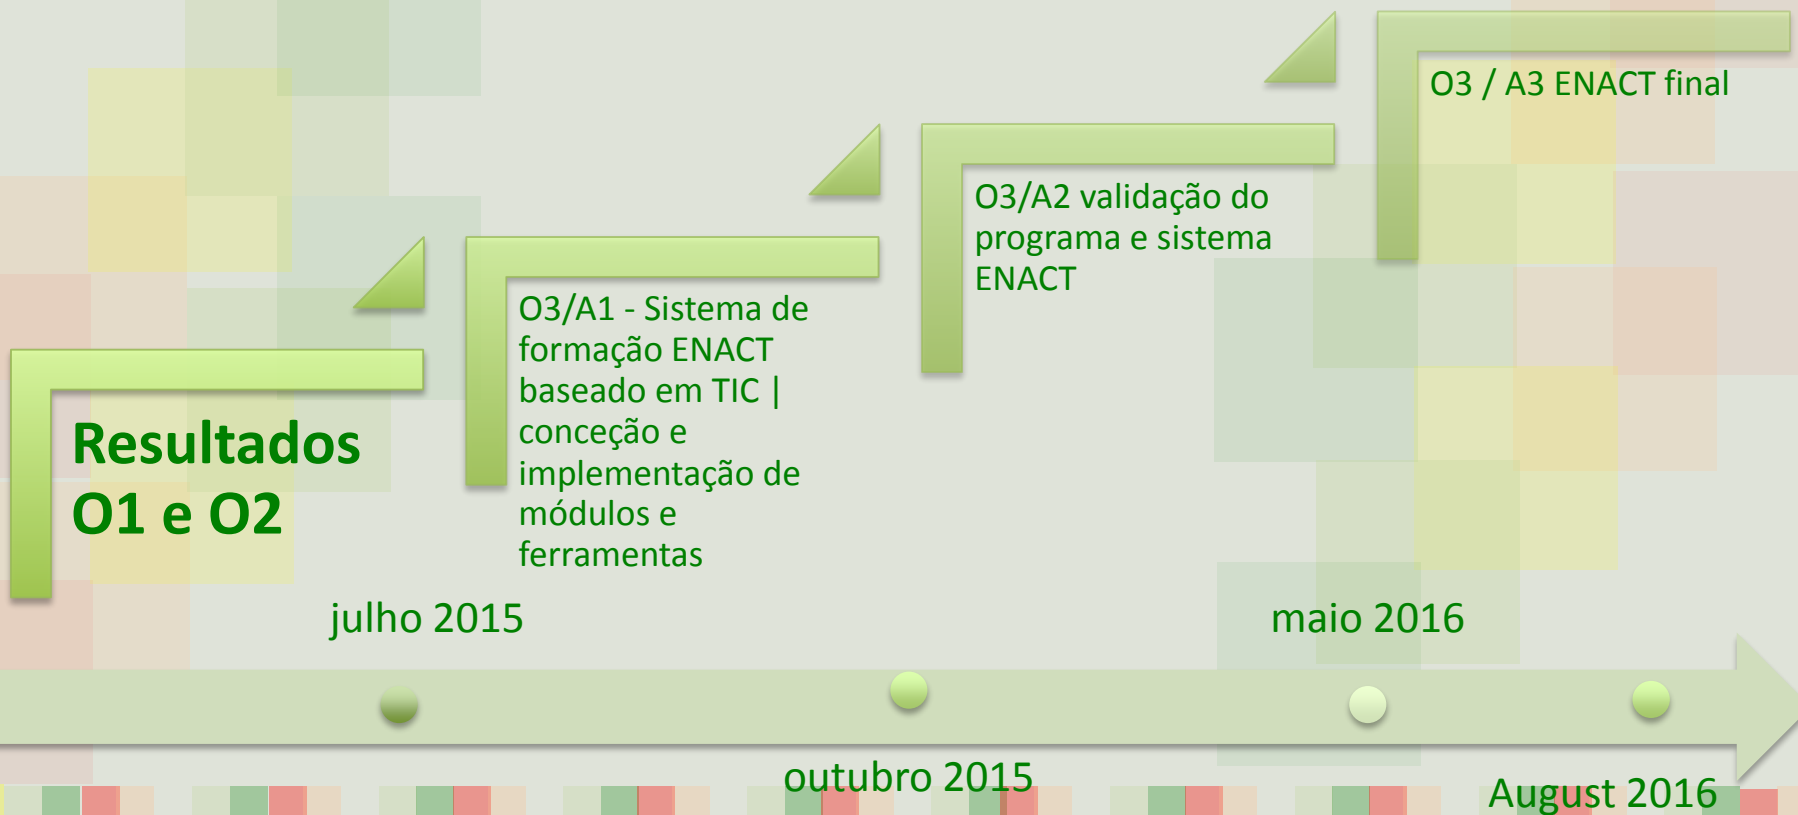 Resultados
O1 e O2
O3/A1 - Sistema de
formação ENACT
baseado em TIC |
conceção e
implementação de
módulos e
ferramentas
O3/A2 validação do
programa e sistema
ENACT
O3 / A3 ENACT final
julho 2015
outubro 2015
maio 2016
August 2016